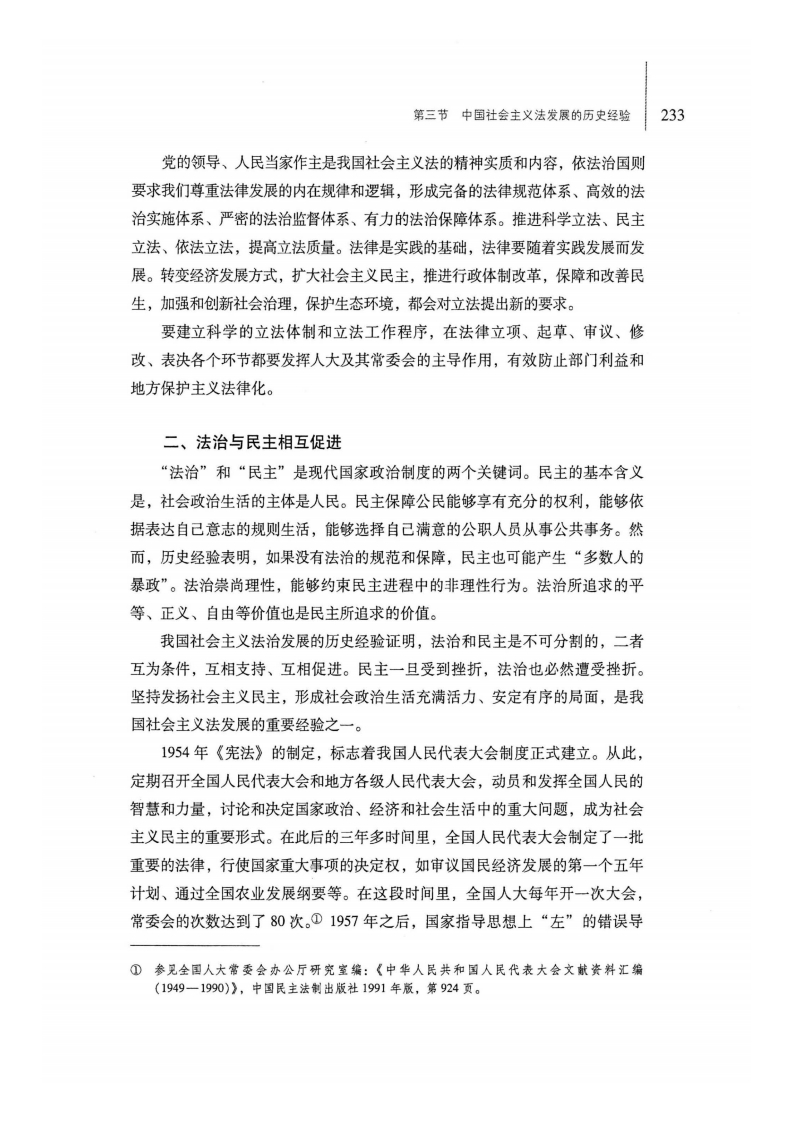 第三节 中国社会主义法发展的历史经验 233
党的领导、人民当家作主是我国社会主义法的精神实质和内容，依法治国则
要求我们尊重法律发展的内在规律和逻辑，形成完备的法律规范体系、高效的法
治实施体系、严密的法治监督体系、有力的法治保障体系。推进科学立法、民主
立法、依法立法，提高立法质量。法律是实践的基础，法律要随着实践发展而发
展。转变经济发展方式，扩大社会主义民主，推进行政体制改革，保障和改善民
生，加强和创新社会治理，保护生态环境，都会对立法提出新的要求。
要建立科学的立法体制和立法工作程序，在法律立项、起草、审议、修
改、表决各个环节都要发挥人大及其常委会的主导作用，有效防止部门利益和
地方保护主义法律化。
二、法治与民主相互促进
“法治”和“民主”是现代国家政治制度的两个关键词。民主的基本含义
是，社会政治生活的主体是人民。民主保障公民能够享有充分的权利，能够依
据表达自己意志的规则生活，能够选择自己满意的公职人员从事公共事务。然
而，历史经验表明，如果没有法治的规范和保障，民主也可能产生“多数人的
暴政”。法治崇尚理性，能够约束民主进程中的非理性行为。法治所追求的平
等、正义、自由等价值也是民主所追求的价值。
我国社会主义法治发展的历史经验证明，法治和民主是不可分割的，二者
互为条件，互相支持、互相促进。民主一旦受到挫折，法治也必然遭受挫折。
坚持发扬社会主义民主，形成社会政治生活充满活力、安定有序的局面，是我
国社会主义法发展的重要经验之一。
1954 年《宪法》的制定，标志着我国人民代表大会制度正式建立。从此，
定期召开全国人民代表大会和地方各级人民代表大会，动员和发挥全国人民的
智慧和力量，讨论和决定国家政治、经济和社会生活中的重大问题，成为社会
主义民主的重要形式。在此后的三年多时间里，全国人民代表大会制定了一批
重要的法律，行使国家重大事项的决定权，如审议国民经济发展的第一个五年
计划、通过全国农业发展纲要等。在这段时间里，全国人大每年开一次大会，
常委会的次数达到了 80 次。① 1957 年之后，国家指导思想上“左”的错误导
① 参见全国人大常委会办公厅研究室编：《中华人民共和国人民代表大会文献资料汇编
(1949—1990)》，中国民主法制出版社 1991 年版，第 924 页。